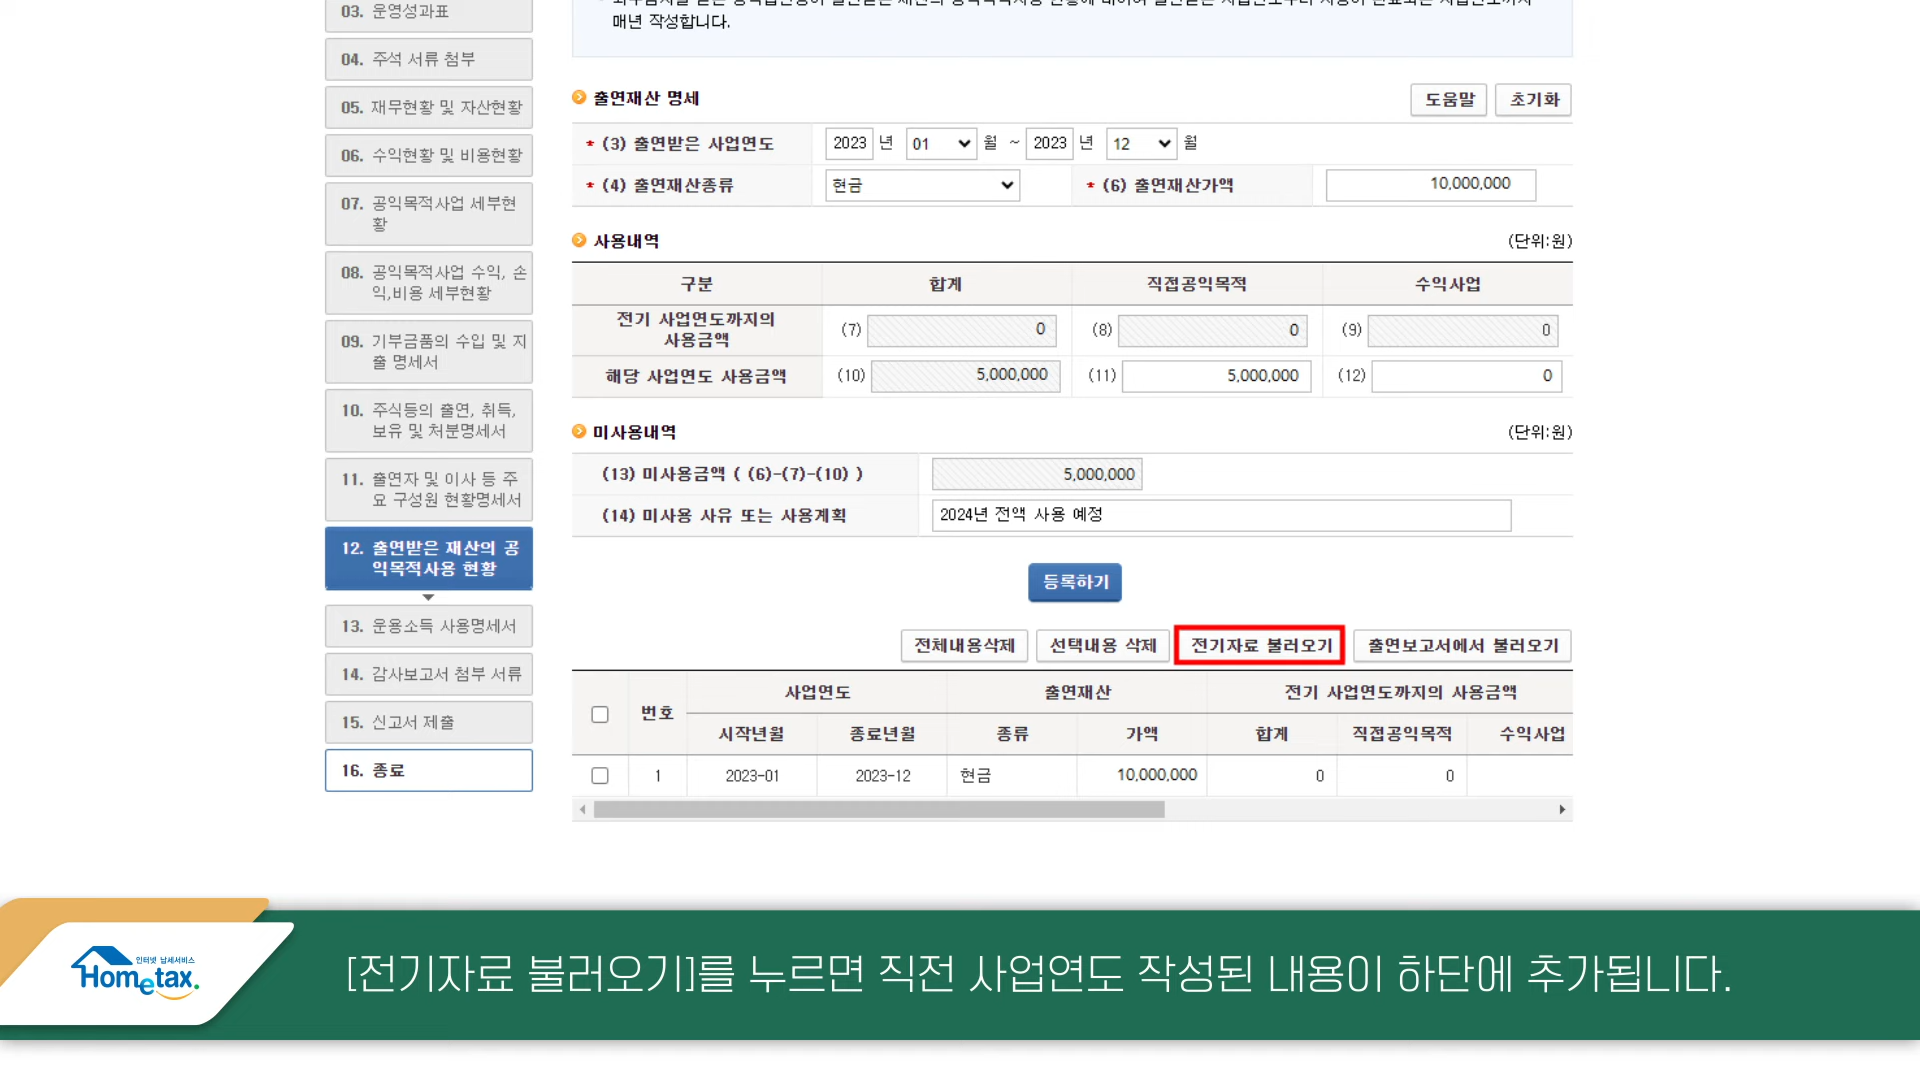 03. 운영성과표
04. 주석 서류 첨부
05. 재무현황 및 자산현황
06. 수익현황 및 비용현황
07. 공익목적사업 세부현
황
08. 공익목적사업 수익, 손
익,비용 세부현황
09. 기부금품의 수입 및 지
출 명세서
10. 주식등의 출연, 취득,
보유 및 처분명세서
11. 출연자 및 이사 등 주
요 구성원 현황명세서
12. 출연받은 재산의 공
익목적사용 현황
13. 운용소득 사용명세서
14. 감사보고서 첨부 서류
15. 신고서 제출
16. 종료
매년 작성합니다.
출연재산 명세 도움말 초기화
* (3) 출연받은 사업연도 2023 년 01 월 ~ 2023 년 12 월
* (4) 출연재산종류 현금 * (6) 출연재산가액 10,000,000
사용내역 (단위:원)
구분 합계 직접공익목적 수익사업
전기 사업연도까지의
사용금액 (7) 0 (8) 0 (9) 0
해당 사업연도 사용금액 (10) 5,000,000 (11) 5,000,000 (12) 0
미사용내역 (단위:원)
(13) 미사용금액 ( (6)-(7)-(10) ) 5,000,000
(14) 미사용 사유 또는 사용계획 2024년 전액 사용 예정
등록하기
전체내용삭제 선택내용 삭제 전기자료 불러오기 출연보고서에서 불러오기
번호 사업연도 출연재산 전기 사업연도까지의 사용금액
시작년월 종료년월 종류 가액 합계 직접공익목적 수익사업
1 2023-01 2023-12 현금 10,000,000 0 0
인터넷 납세서비스
Hometax.
[전기자료 불러오기]를 누르면 직전 사업연도 작성된 내용이 하단에 추가됩니다.